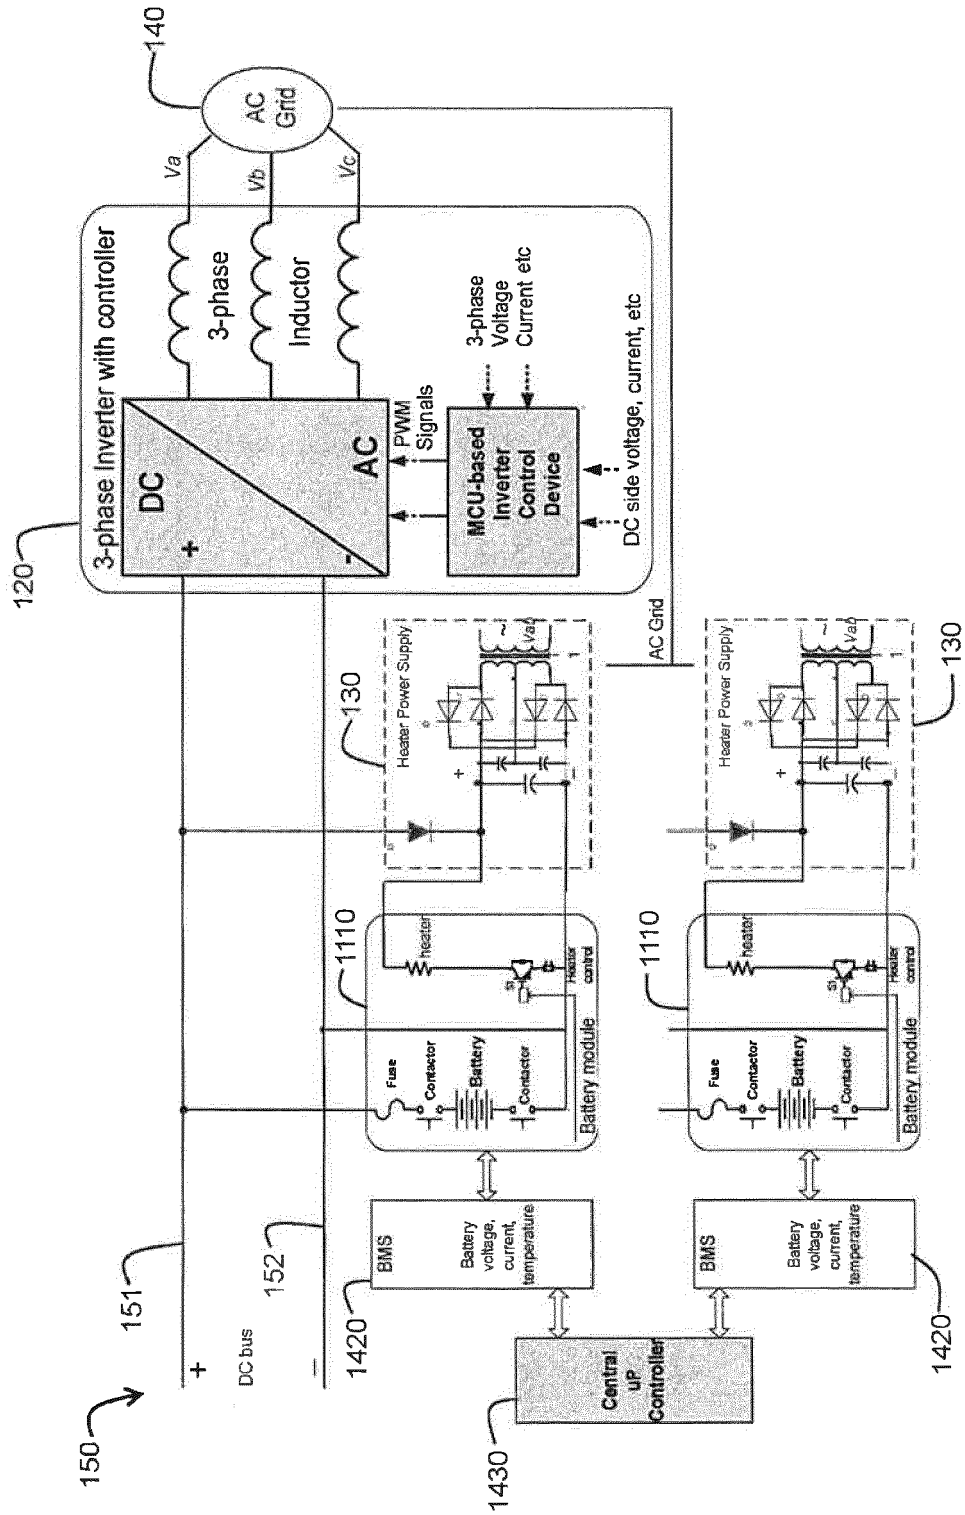 150
151
152
+
DC bus
−
120
3-phase Inverter with controller
DC
+
-
AC
3-phase
Inductor
Va
Vb
Vc
AC
Grid
140
PWM
Signals
MCU-based
Inverter
Control
Device
3-phase
Voltage
Current etc
DC side voltage, current, etc
AC Grid
130
Heater Power Supply
+
−
~
Vab
1110
Fuse
Contactor
Battery
Contactor
heater
S1
Heater
control
Battery module
1420
BMS
Battery
voltage,
current,
temperature
130
Heater Power Supply
+
−
~
Vab
1110
Fuse
Contactor
Battery
Contactor
heater
S1
Heater
control
Battery module
BMS
Battery
voltage,
current,
temperature
1420
Central
uP
Controller
1430